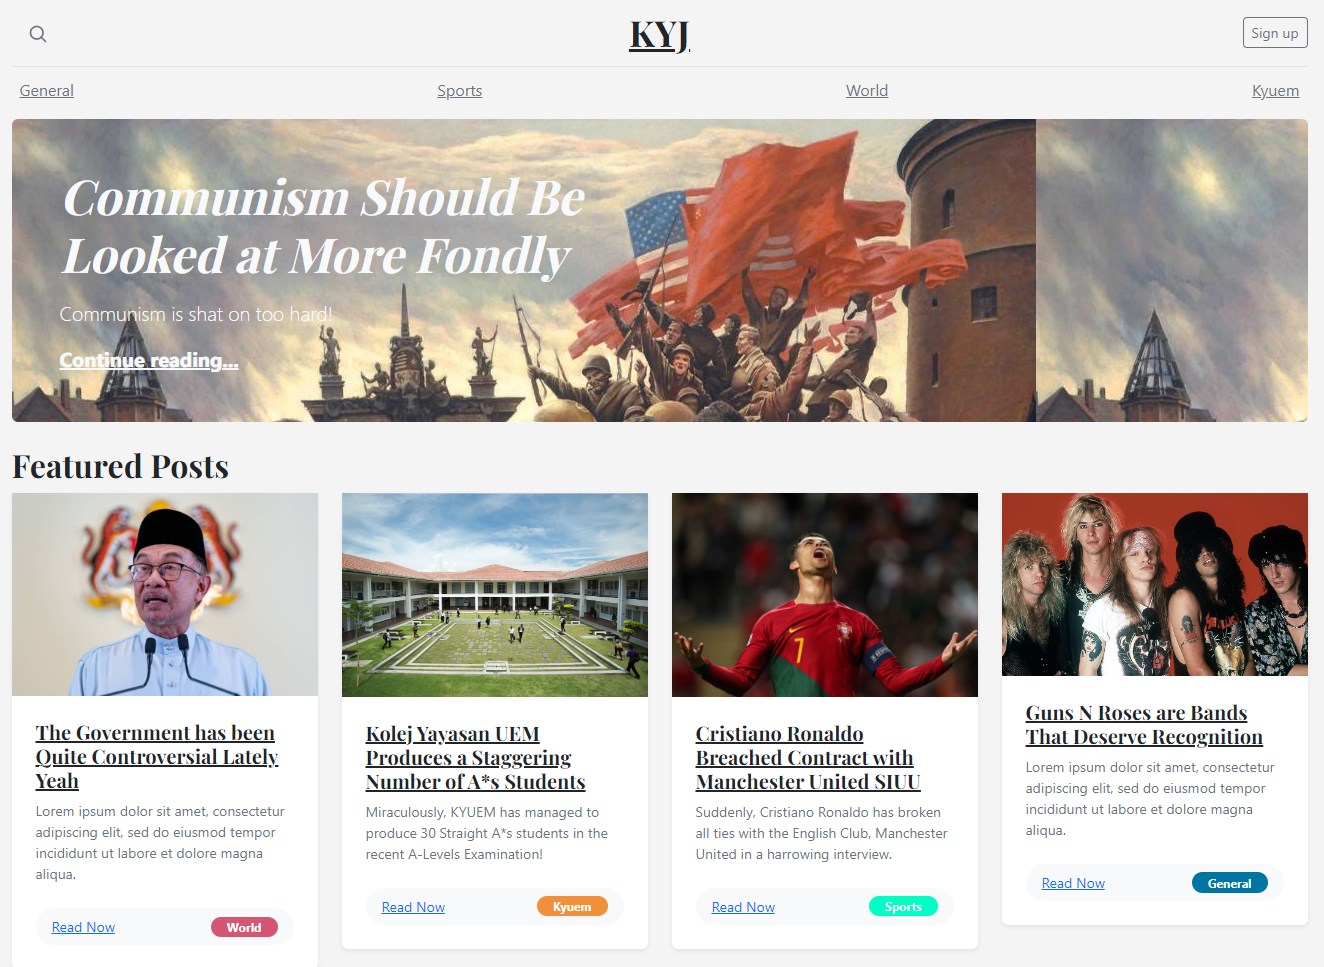 KYJ
Sign up
General
Sports
World
Kyuem
Communism Should Be
Looked at More Fondly
Communism is shat on too hard!
Continue reading...
Featured Posts
The Government has been
Quite Controversial Lately
Yeah
Lorem ipsum dolor sit amet, consectetur
adipiscing elit, sed do eiusmod tempor
incididunt ut labore et dolore magna
aliqua.
Read Now
World
Kolej Yayasan UEM
Produces a Staggering
Number of A*s Students
Miraculously, KYUEM has managed to
produce 30 Straight A*s students in the
recent A-Levels Examination!
Read Now
Kyuem
7
Cristiano Ronaldo
Breached Contract with
Manchester United SIUU
Suddenly, Cristiano Ronaldo has broken
all ties with the English Club, Manchester
United in a harrowing interview.
Read Now
Sports
Guns N Roses are Bands
That Deserve Recognition
Lorem ipsum dolor sit amet, consectetur
adipiscing elit, sed do eiusmod tempor
incididunt ut labore et dolore magna
aliqua.
Read Now
General